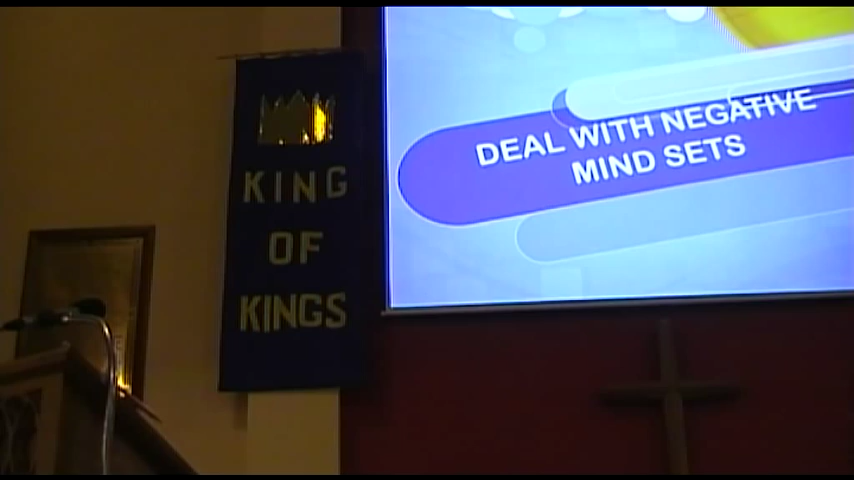 KING
OF
KINGS
DEAL WITH NEGATIVE
MIND SETS